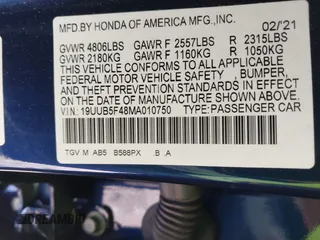 MFD.BY HONDA OF AMERICA MFG.,INC. 02/21
GVWR 4806LBS GAWR F 2557LBS R 2315LBS
GVWR 2180KG GAWR F 1160KG R 1050KG
THIS VEHICLE CONFORMS TO ALL APPLICABLE
FEDERAL MOTOR VEHICLE SAFETY, BUMPER,
AND THEFT PREVENTION STANDARDS IN EFFECT
ON THE DATE OF MANUFACTURE SHOWN ABOVE.
V.I.N: 19UUB5F48MA010750 TYPE:PASSENGER CAR
TGV M AB5 B588PX .B .A